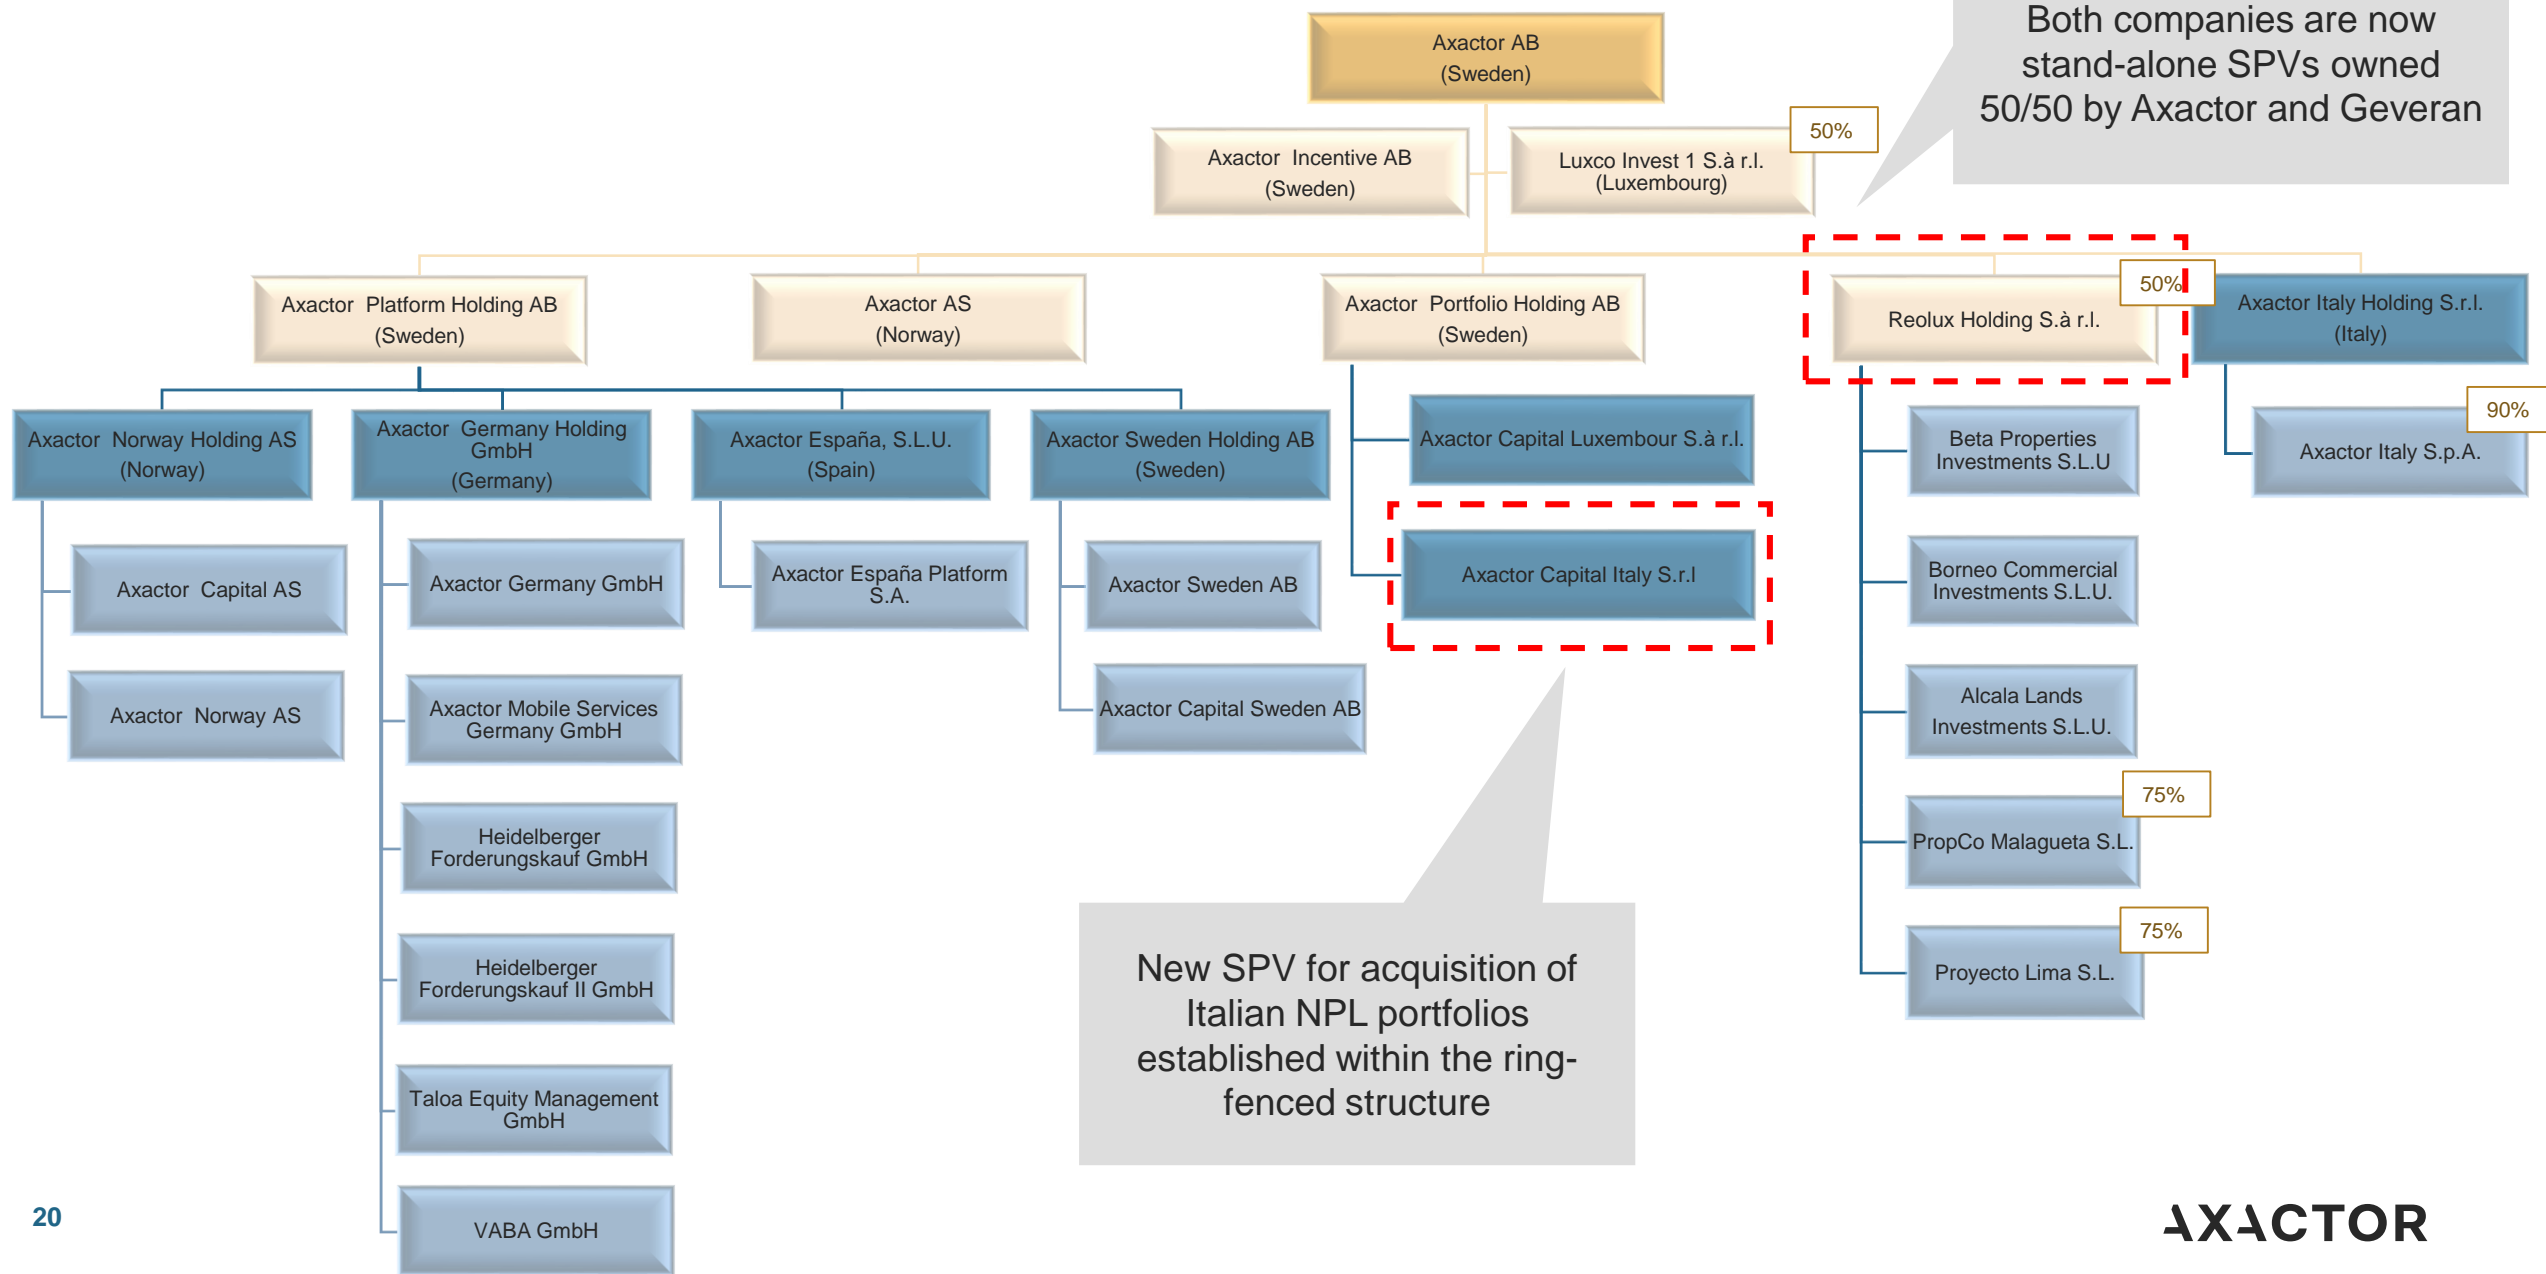 Axactor AB
(Sweden)
Both companies are now
stand-alone SPVs owned
50/50 by Axactor and Geveran
Axactor Incentive AB
(Sweden)
50%
Luxco Invest 1 S.à r.l.
(Luxembourg)
Axactor Platform Holding AB
(Sweden)
Axactor AS
(Norway)
Axactor Portfolio Holding AB
(Sweden)
50%
Reolux Holding S.à r.l.
Axactor Italy Holding S.r.l.
(Italy)
Axactor Norway Holding AS
(Norway)
Axactor Germany Holding
GmbH
(Germany)
Axactor España, S.L.U.
(Spain)
Axactor Sweden Holding AB
(Sweden)
Axactor Capital Luxembour S.à r.l.
Beta Properties
Investments S.L.U
90%
Axactor Italy S.p.A.
Axactor Capital AS
Axactor Germany GmbH
Axactor España Platform
S.A.
Axactor Sweden AB
Axactor Capital Italy S.r.l
Borneo Commercial
Investments S.L.U.
Axactor Norway AS
Axactor Mobile Services
Germany GmbH
Axactor Capital Sweden AB
Alcala Lands
Investments S.L.U.
Heidelberger
Forderungskauf GmbH
75%
PropCo Malagueta S.L.
Heidelberger
Forderungskauf II GmbH
New SPV for acquisition of
Italian NPL portfolios
established within the ring-
fenced structure
75%
Proyecto Lima S.L.
Taloa Equity Management
GmbH
VABA GmbH
20
AXACTOR